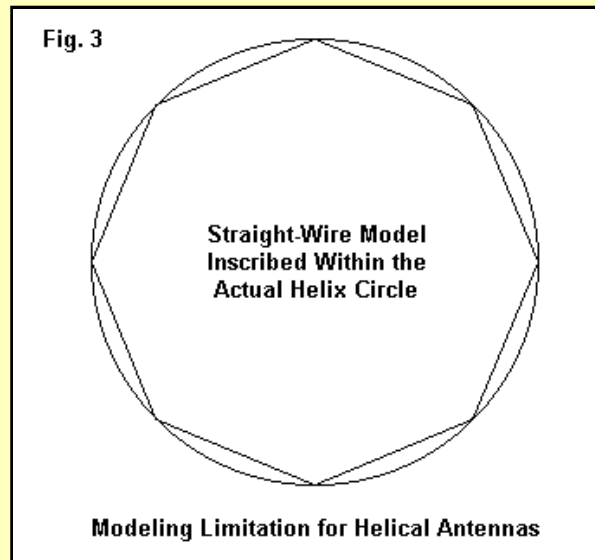 Fig. 3
Straight-Wire Model
Inscribed Within the
Actual Helix Circle
Modeling Limitation for Helical Antennas